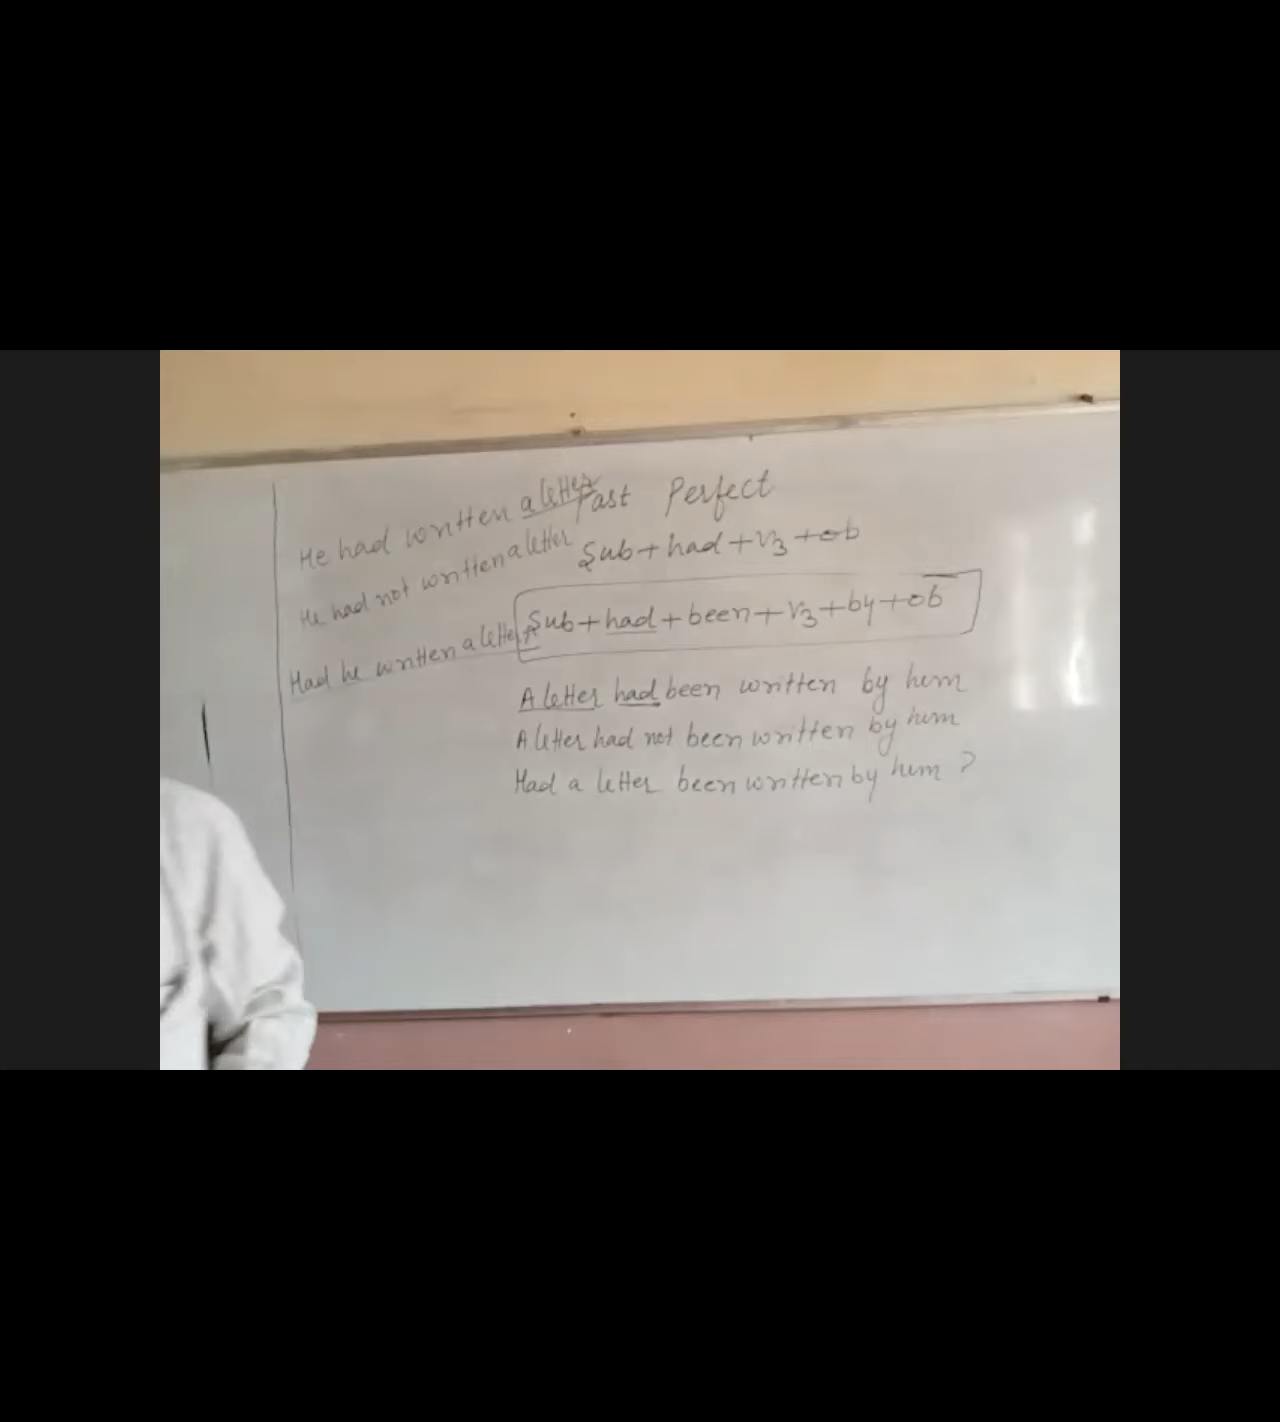 He had written a letter
He had not written a letter
Had he written a letter
Past Perfect
Sub + had + V3 + ob
Sub + had + been + V3 + by + ob
A letter had been written by him
A letter had not been written by him
Had a letter been written by him ?